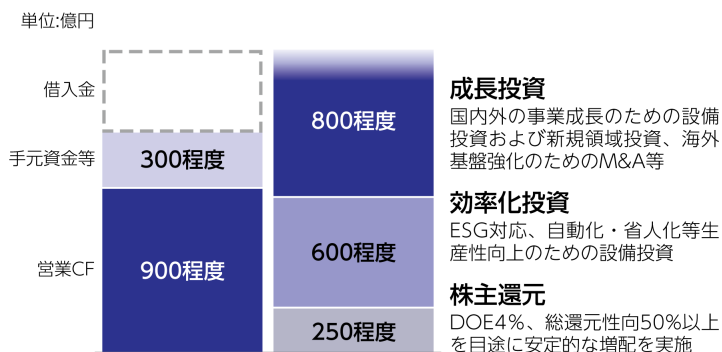 単位:億円
借入金
手元資金等
営業CF
300程度
900程度
800程度
600程度
250程度
成長投資
国内外の事業成長のための設備
投資および新規領域投資、海外
基盤強化のためのM&A等
効率化投資
ESG対応、自動化・省人化等生
産性向上のための設備投資
株主還元
DOE4%、総還元性向50%以上
を目途に安定的な増配を実施